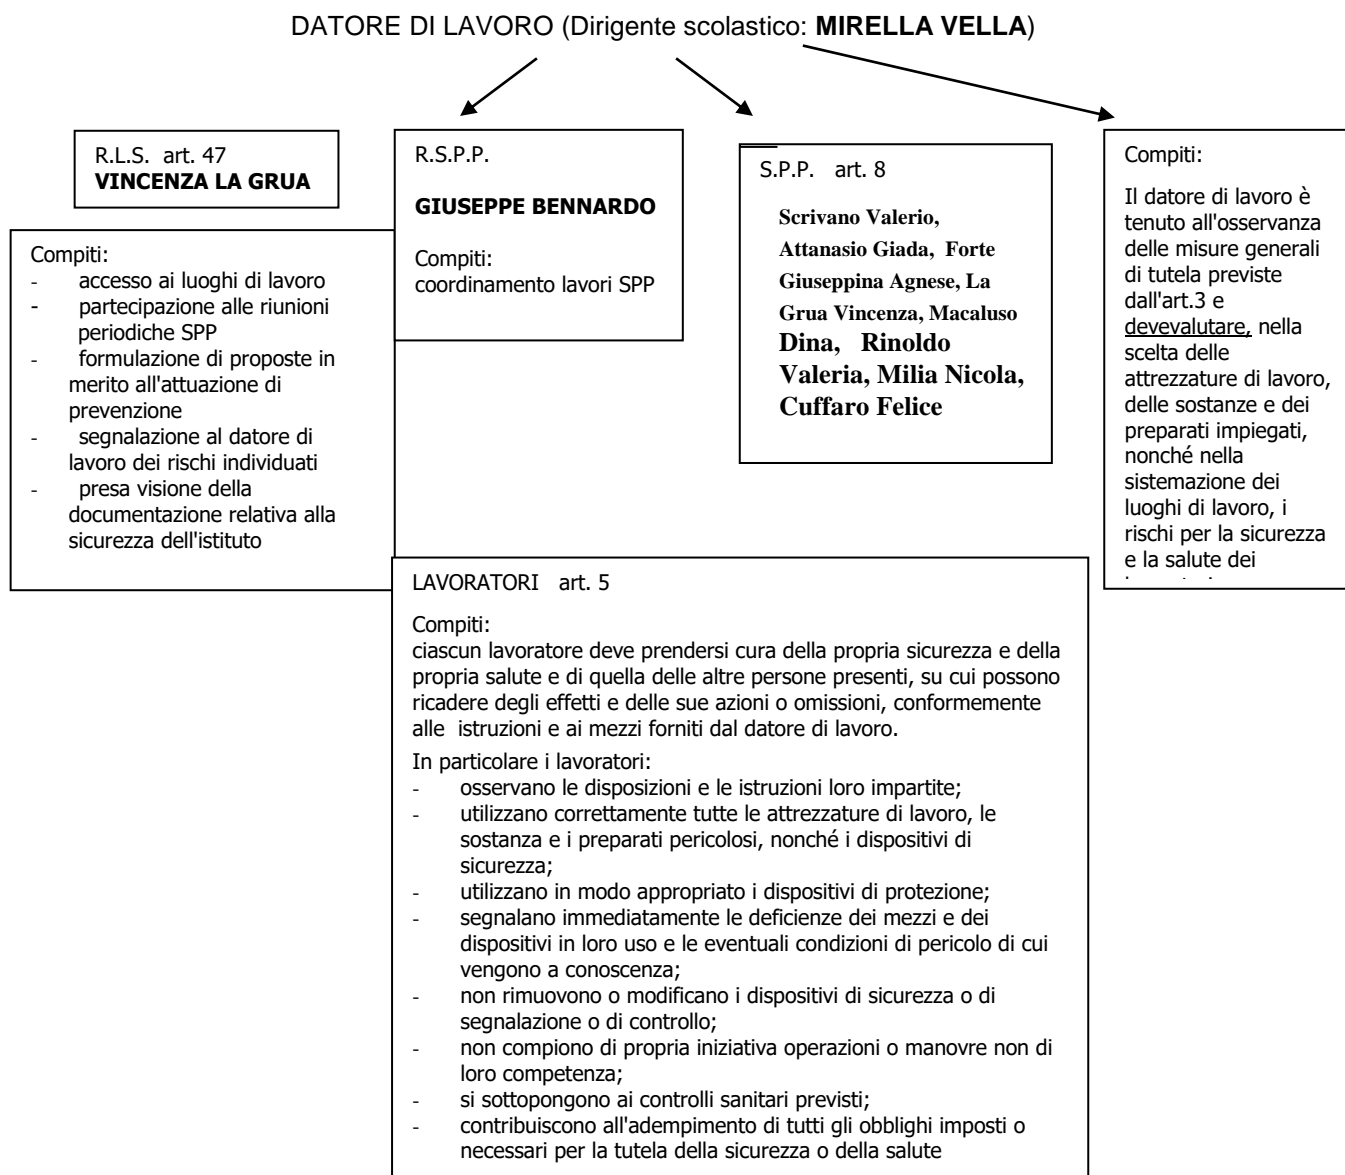 DATORE DI LAVORO (Dirigente scolastico: MIRELLA VELLA)
R.L.S. art. 47
VINCENZA LA GRUA
Compiti:
- accesso ai luoghi di lavoro
- partecipazione alle riunioni
periodiche SPP
- formulazione di proposte in
merito all'attuazione di
prevenzione
- segnalazione al datore di
lavoro dei rischi individuati
- presa visione della
documentazione relativa alla
sicurezza dell'istituto
R.S.P.P.
GIUSEPPE BENNARDO
Compiti:
coordinamento lavori SPP
S.P.P. art. 8
Scrivano Valerio,
Attanasio Giada, Forte
Giuseppina Agnese, La
Grua Vincenza, Macaluso
Dina, Rinoldo
Valeria, Milia Nicola,
Cuffaro Felice
Compiti:
Il datore di lavoro è
tenuto all'osservanza
delle misure generali
di tutela previste
dall'art.3 e
devevalutare, nella
scelta delle
attrezzature di lavoro,
delle sostanze e dei
preparati impiegati,
nonché nella
sistemazione dei
luoghi di lavoro, i
rischi per la sicurezza
e la salute dei
LAVORATORI art. 5
Compiti:
ciascun lavoratore deve prendersi cura della propria sicurezza e della
propria salute e di quella delle altre persone presenti, su cui possono
ricadere degli effetti e delle sue azioni o omissioni, conformemente
alle istruzioni e ai mezzi forniti dal datore di lavoro.
In particolare i lavoratori:
- osservano le disposizioni e le istruzioni loro impartite;
- utilizzano correttamente tutte le attrezzature di lavoro, le
sostanza e i preparati pericolosi, nonché i dispositivi di
sicurezza;
- utilizzano in modo appropriato i dispositivi di protezione;
- segnalano immediatamente le deficienze dei mezzi e dei
dispositivi in loro uso e le eventuali condizioni di pericolo di cui
vengono a conoscenza;
- non rimuovono o modificano i dispositivi di sicurezza o di
segnalazione o di controllo;
- non compiono di propria iniziativa operazioni o manovre non di
loro competenza;
- si sottopongono ai controlli sanitari previsti;
- contribuiscono all'adempimento di tutti gli obblighi imposti o
necessari per la tutela della sicurezza o della salute